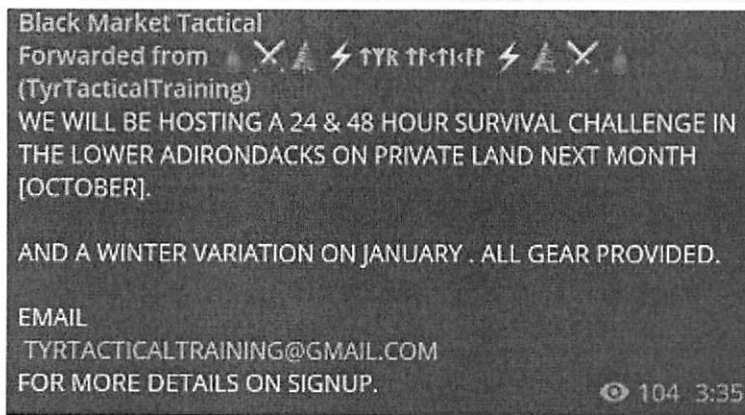 Black Market Tactical
Forwarded from 💧⚔🌲⚡ᛏᛉᚱ ᛏᚨᚲᛏᛁᚲᚨᛚ⚡🌲⚔💧
(TyrTacticalTraining)
WE WILL BE HOSTING A 24 & 48 HOUR SURVIVAL CHALLENGE IN
THE LOWER ADIRONDACKS ON PRIVATE LAND NEXT MONTH
[OCTOBER].
AND A WINTER VARIATION ON JANUARY . ALL GEAR PROVIDED.
EMAIL
TYRTACTICALTRAINING@GMAIL.COM
FOR MORE DETAILS ON SIGNUP.
104 3:35